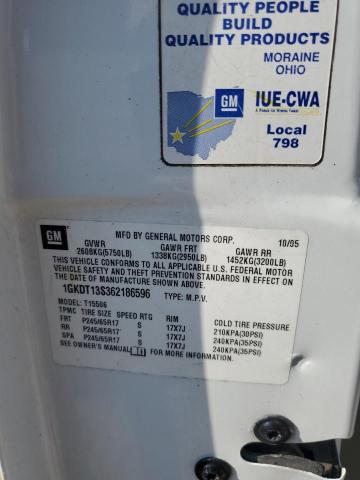 QUALITY PEOPLE
BUILD
QUALITY PRODUCTS
MORAINE
OHIO
GM IUE-CWA
Local
798
GM MFD BY GENERAL MOTORS CORP. 10/05
GVWR GAWR FRT GAWR RR
2608KG(5750LB) 1338KG(2950LB) 1452KG(3200LB)
THIS VEHICLE CONFORMS TO ALL APPLICABLE U.S. FEDERAL MOTOR
VEHICLE SAFETY AND THEFT PREVENTION STANDARDS IN EFFECT ON
THE DATE OF MANUFACTURE SHOWN ABOVE.
1GKDT13S362186596 TYPE: M.P.V.
MODEL: T15506
TPMC TIRE SIZE SPEED RTG RIM COLD TIRE PRESSURE
FRT P245/65R17 S 17X7J 210KPA(30PSI)
RR P245/65R17 S 17X7J 240KPA(35PSI)
SPA P245/65R17 S 17X7J 240KPA(35PSI)
SEE OWNER'S MANUAL FOR MORE INFORMATION.